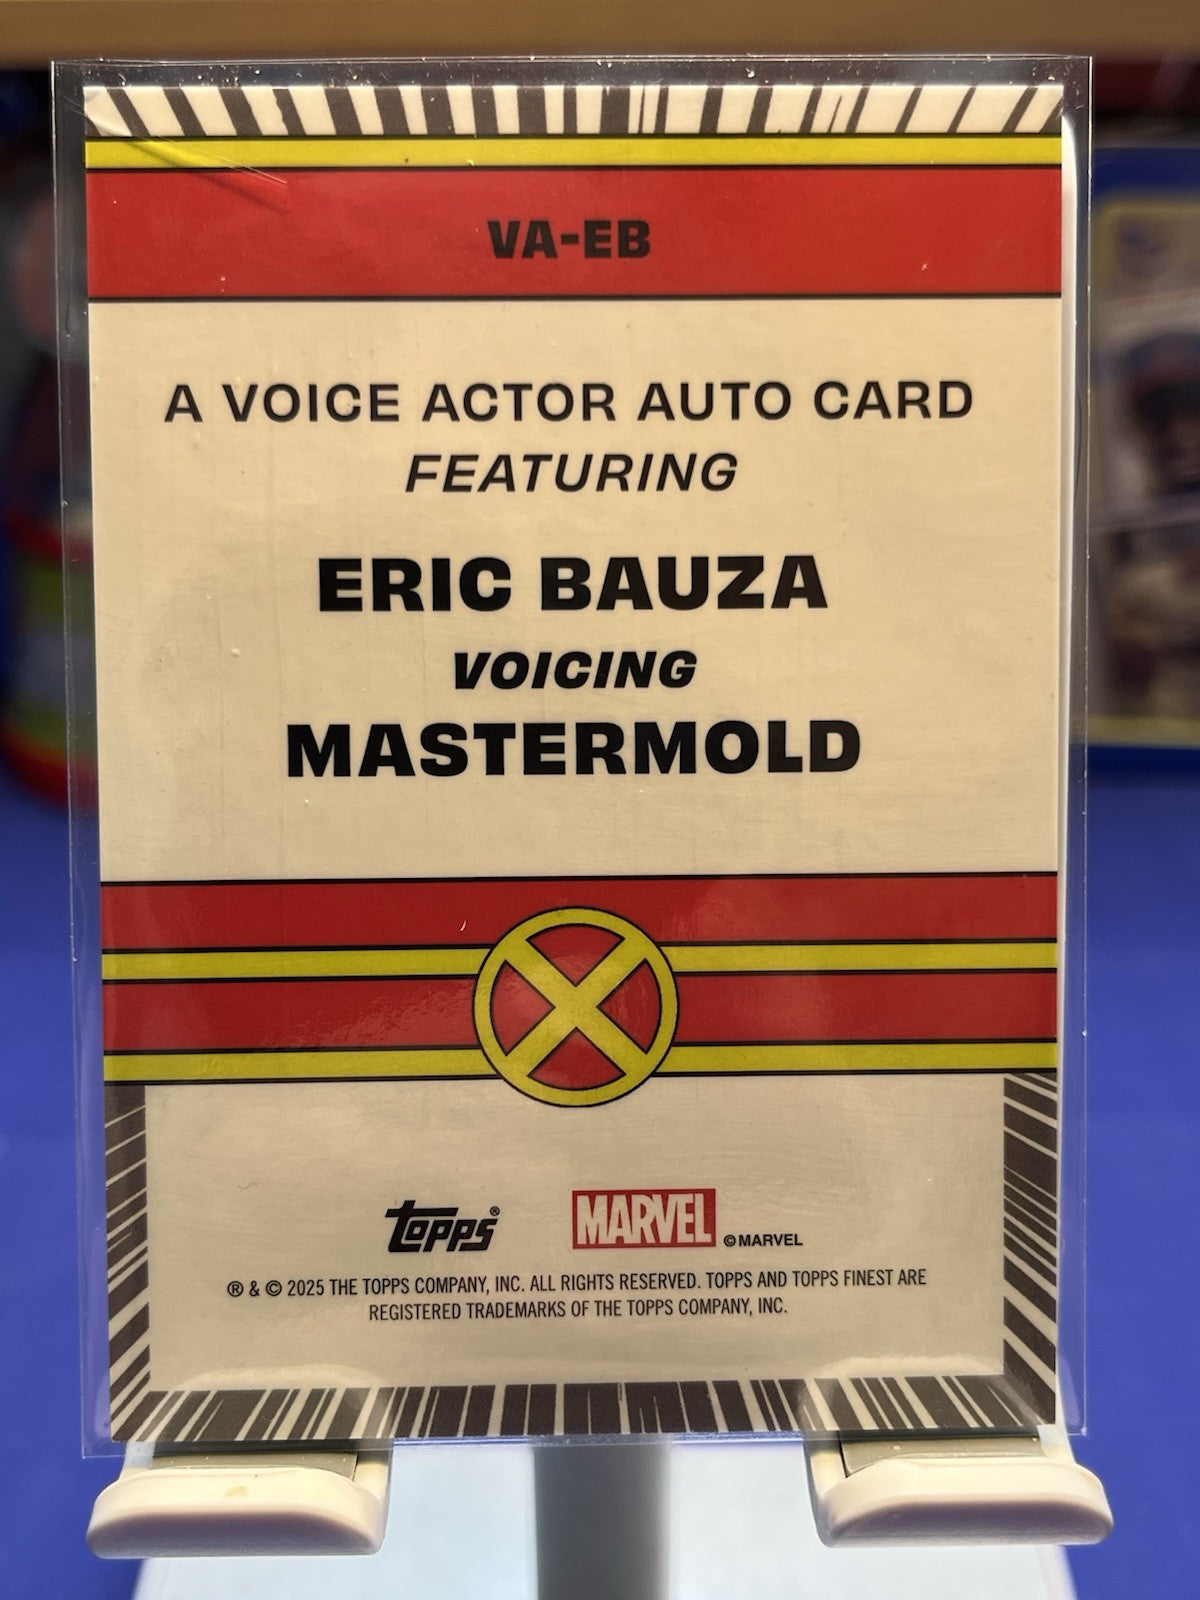 VA-EB
A VOICE ACTOR AUTO CARD
FEATURING
ERIC BAUZA
VOICING
MASTERMOLD
topps®
MARVEL ©MARVEL
® & © 2025 THE TOPPS COMPANY, INC. ALL RIGHTS RESERVED. TOPPS AND TOPPS FINEST ARE
REGISTERED TRADEMARKS OF THE TOPPS COMPANY, INC.